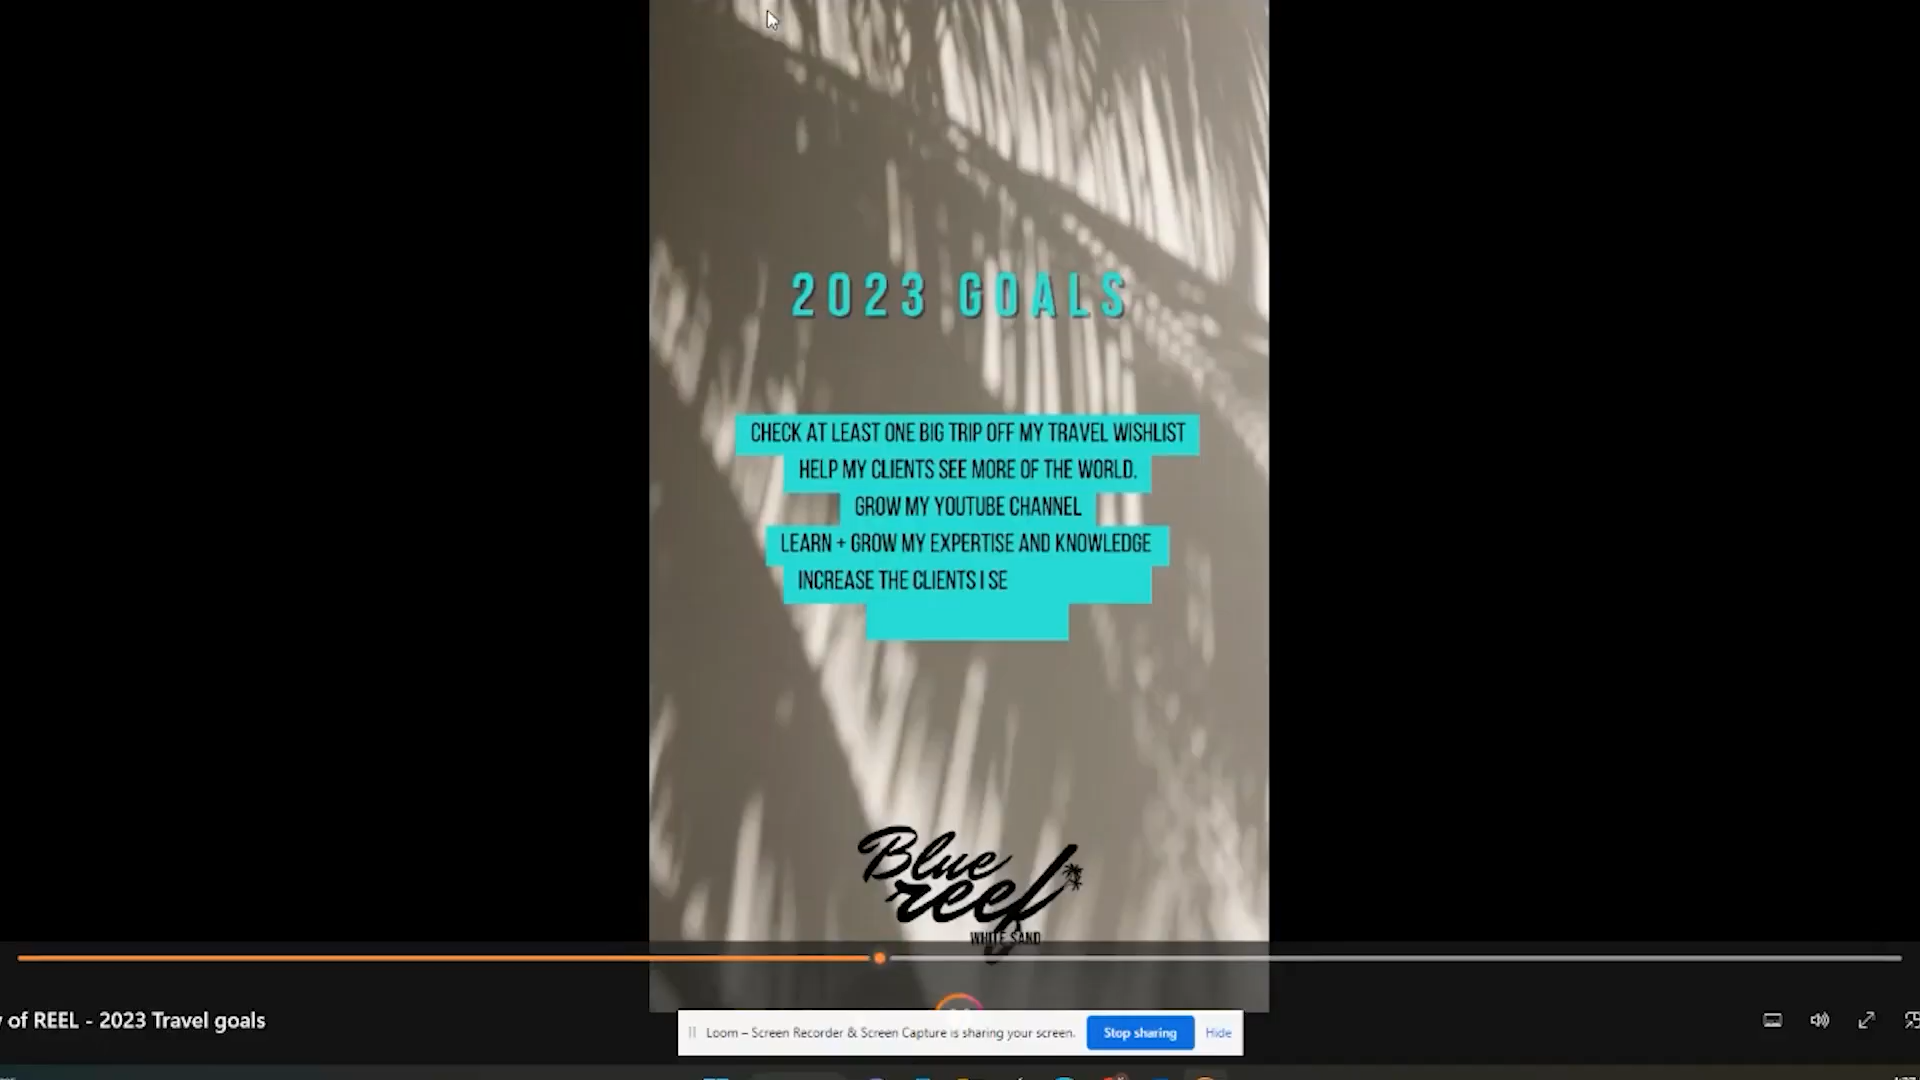 2023 GOALS
CHECK AT LEAST ONE BIG TRIP OFF MY TRAVEL WISHLIST
HELP MY CLIENTS SEE MORE OF THE WORLD.
GROW MY YOUTUBE CHANNEL
LEARN + GROW MY EXPERTISE AND KNOWLEDGE
INCREASE THE CLIENTS I SE
Blue
reef
WHITE SAND
of REEL - 2023 Travel goals
Loom – Screen Recorder & Screen Capture is sharing your screen.
Stop sharing
Hide